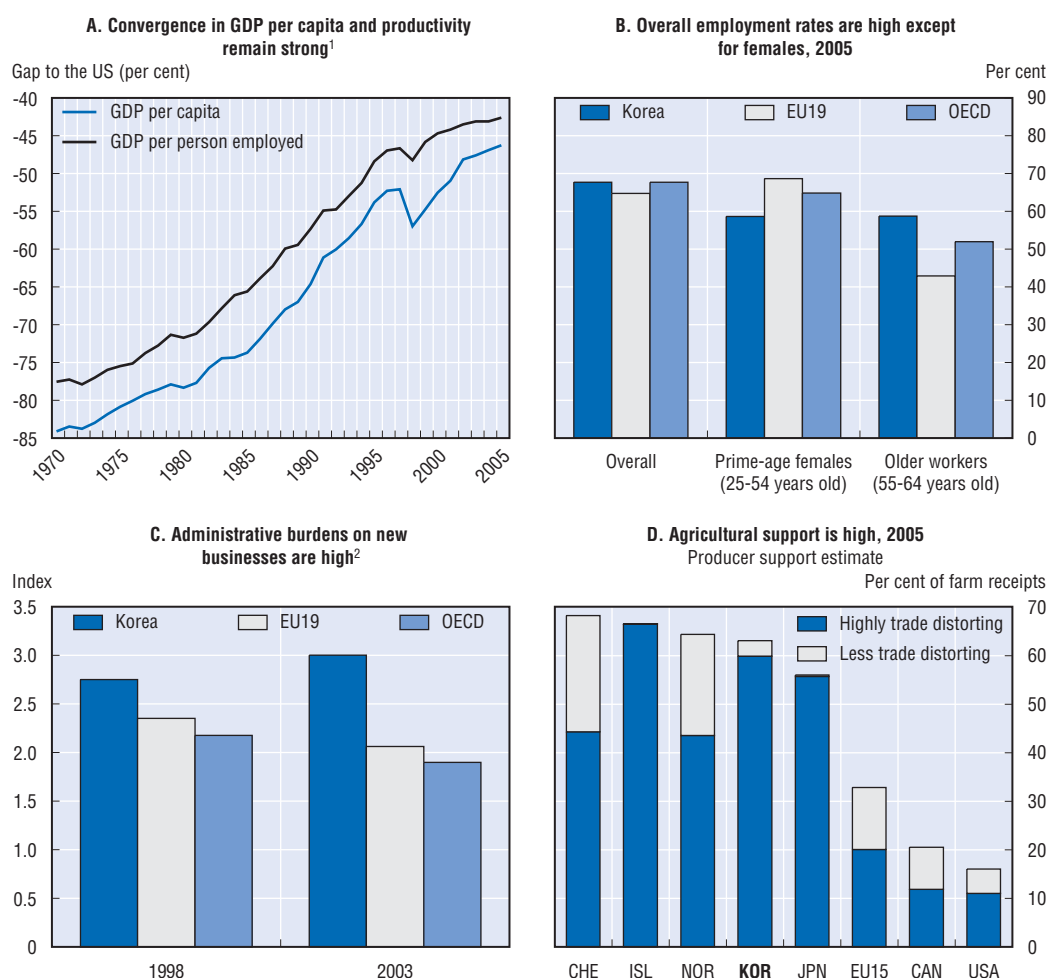 A. Convergence in GDP per capita and productivity
remain strong1
Gap to the US (per cent)
-40
-45
-50
-55
-60
-65
-70
-75
-80
-85
GDP per capita
GDP per person employed
1970
1975
1980
1985
1990
1995
2000
2005
B. Overall employment rates are high except
for females, 2005
Per cent
90
80
70
60
50
40
30
20
10
0
Korea
EU19
OECD
Overall
Prime-age females
(25-54 years old)
Older workers
(55-64 years old)
C. Administrative burdens on new
businesses are high2
Index
3.5
3.0
2.5
2.0
1.5
1.0
0.5
0
Korea
EU19
OECD
1998
2003
D. Agricultural support is high, 2005
Producer support estimate
Per cent of farm receipts
70
60
50
40
30
20
10
0
Highly trade distorting
Less trade distorting
CHE
ISL
NOR
KOR
JPN
EU15
CAN
USA